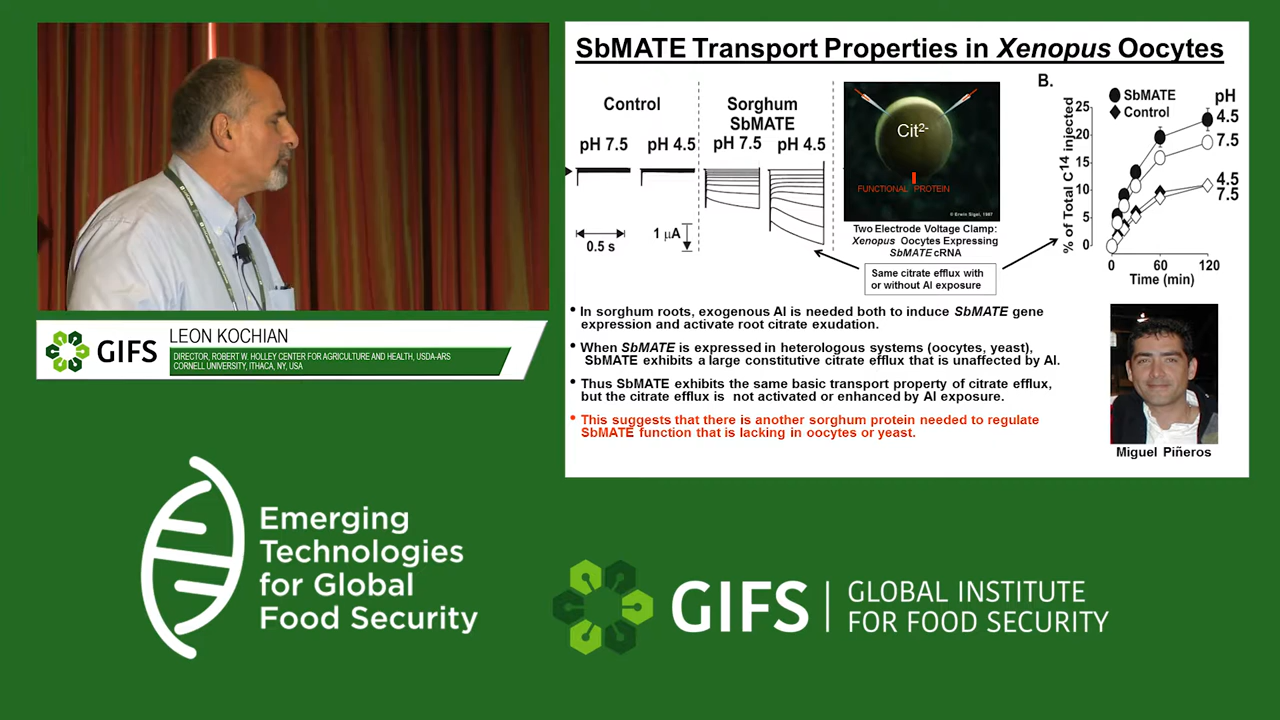 SbMATE Transport Properties in Xenopus Oocytes
Control
pH 7.5
pH 4.5
0.5 s
1 µA
Sorghum
SbMATE
pH 7.5
pH 4.5
Cit2-
FUNCTIONAL PROTEIN
© Erwin Sigel, 1987
Two Electrode Voltage Clamp:
Xenopus Oocytes Expressing
SbMATE cRNA
Same citrate efflux with
or without Al exposure
B.
SbMATE
Control
pH
4.5
7.5
4.5
7.5
% of Total C14 injected
25
20
15
10
5
0
0
60
120
Time (min)
• In sorghum roots, exogenous Al is needed both to induce SbMATE gene
expression and activate root citrate exudation.
• When SbMATE is expressed in heterologous systems (oocytes, yeast),
SbMATE exhibits a large constitutive citrate efflux that is unaffected by Al.
• Thus SbMATE exhibits the same basic transport property of citrate efflux,
but the citrate efflux is not activated or enhanced by Al exposure.
• This suggests that there is another sorghum protein needed to regulate
SbMATE function that is lacking in oocytes or yeast.
Miguel Piñeros
GIFS
LEON KOCHIAN
DIRECTOR, ROBERT W. HOLLEY CENTER FOR AGRICULTURE AND HEALTH, USDA-ARS
CORNELL UNIVERSITY, ITHACA, NY, USA
Emerging
Technologies
for Global
Food Security
GIFS
GLOBAL INSTITUTE
FOR FOOD SECURITY